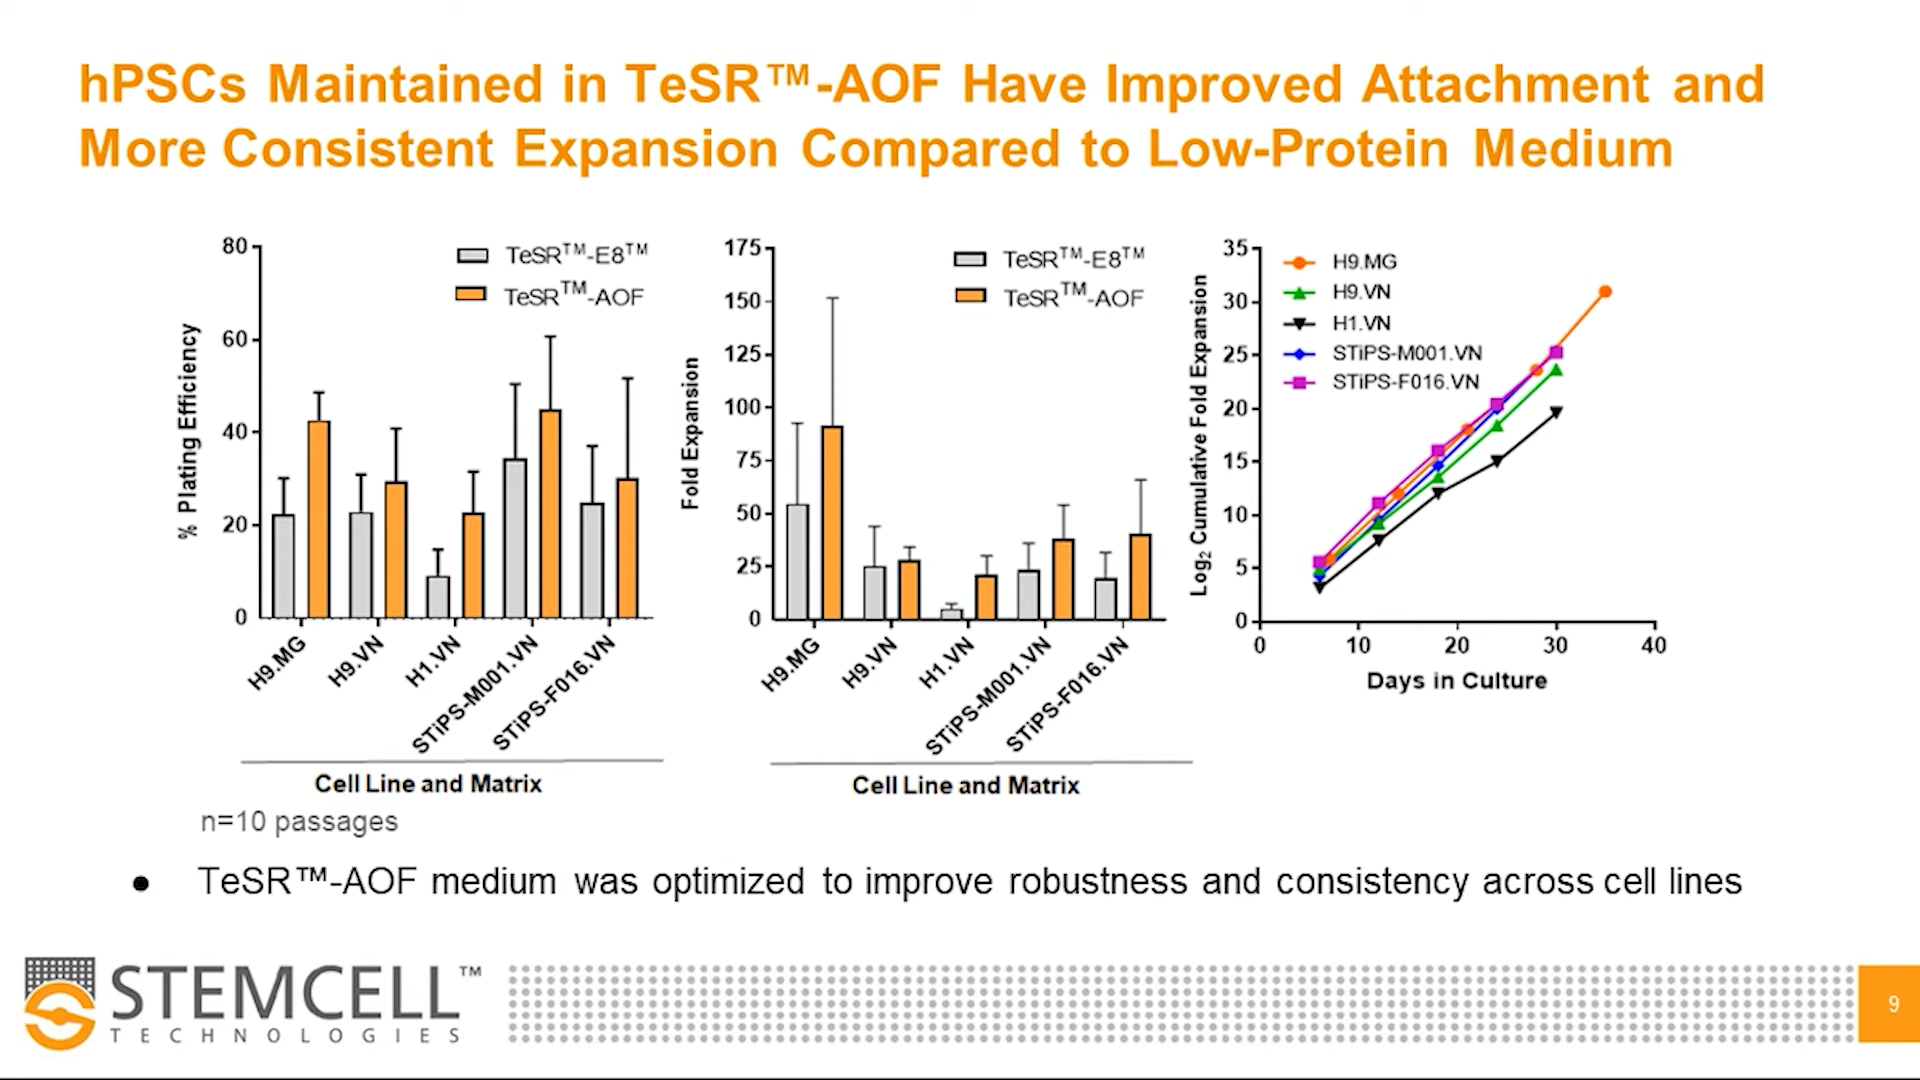 hPSCs Maintained in TeSR™-AOF Have Improved Attachment and
More Consistent Expansion Compared to Low-Protein Medium
80
60
40
20
0
% Plating Efficiency
TeSR™-E8™
TeSR™-AOF
H9.MG
H9.VN
H1.VN
STiPS-M001.VN
STiPS-F016.VN
Cell Line and Matrix
n=10 passages
175
150
125
100
75
50
25
0
Fold Expansion
TeSR™-E8™
TeSR™-AOF
H9.MG
H9.VN
H1.VN
STiPS-M001.VN
STiPS-F016.VN
Cell Line and Matrix
35
30
25
20
15
10
5
0
Log₂ Cumulative Fold Expansion
H9.MG
H9.VN
H1.VN
STiPS-M001.VN
STiPS-F016.VN
0 10 20 30 40
Days in Culture
● TeSR™-AOF medium was optimized to improve robustness and consistency across cell lines
STEMCELL™
TECHNOLOGIES
9